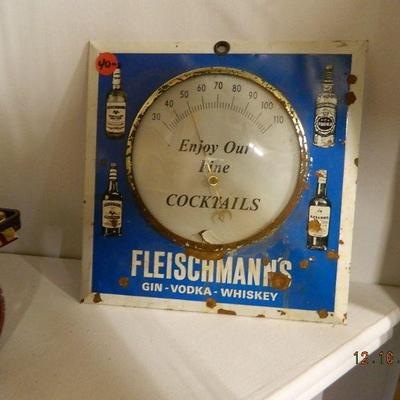 40-
30 40 50 60 70 80 90 100 110
Enjoy Our
Fine
COCKTAILS
FLEISCHMANN'S
GIN - VODKA - WHISKEY
12.10.